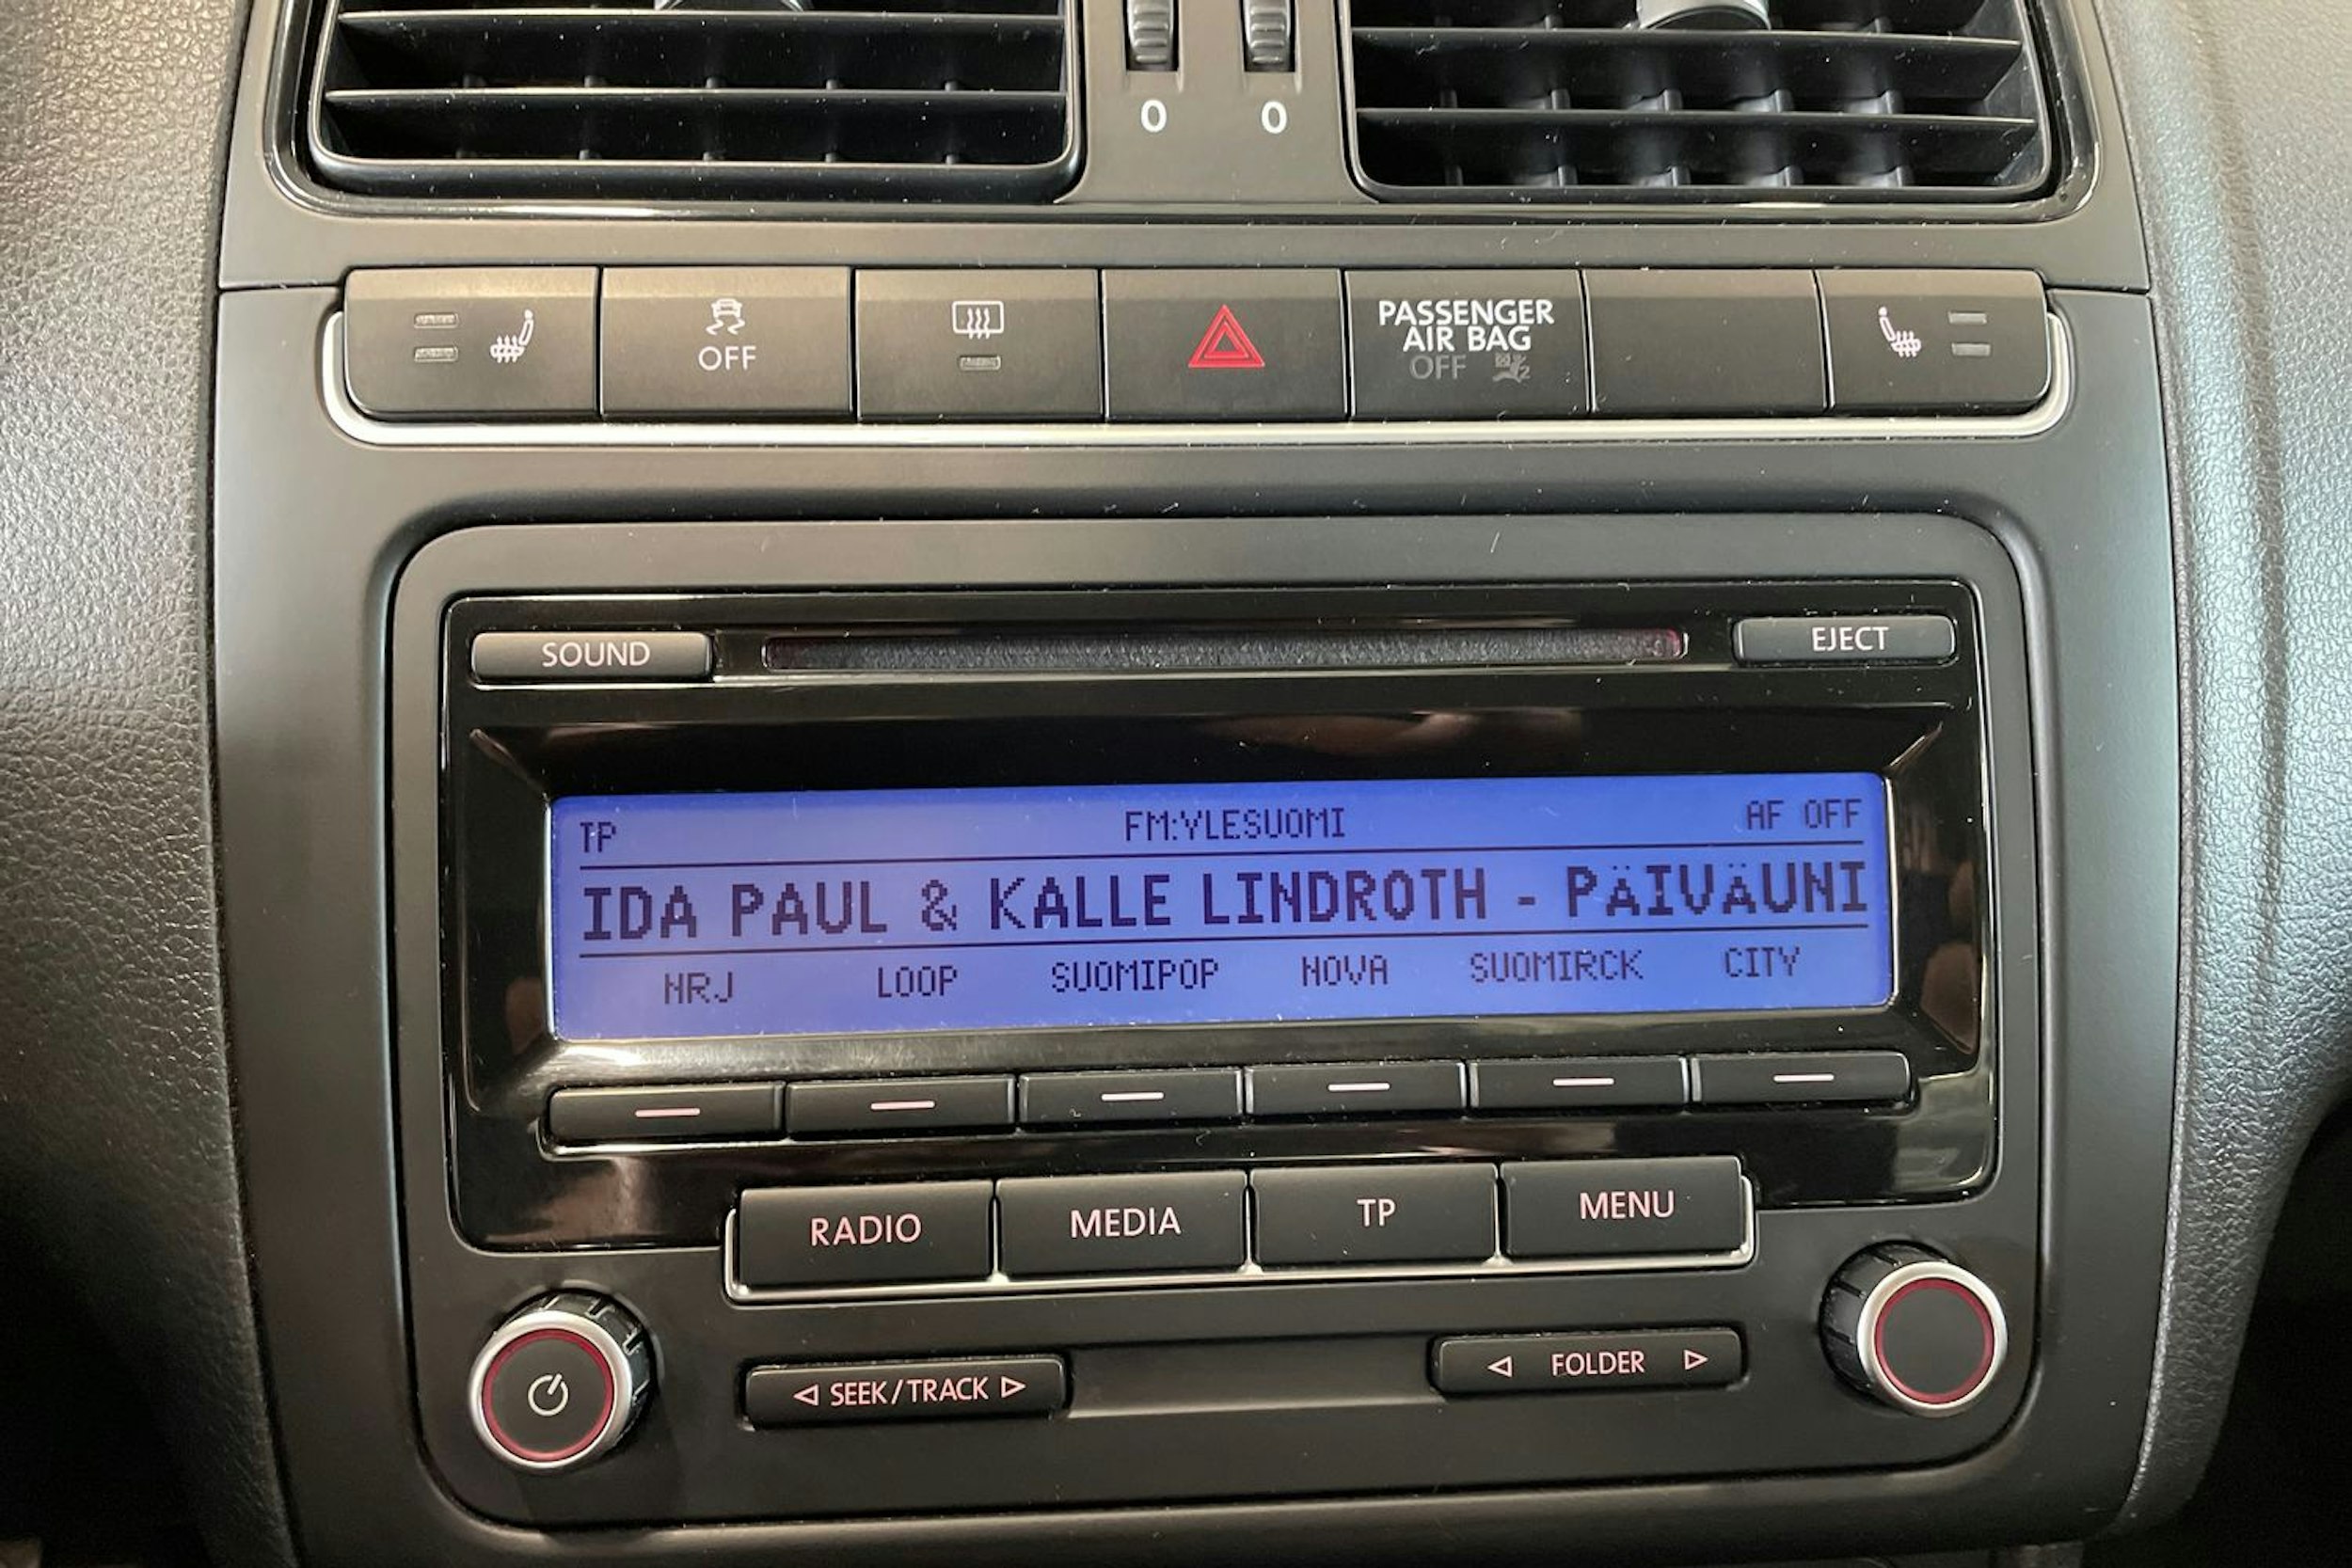 0 0
OFF
PASSENGER
AIR BAG
OFF
SOUND
EJECT
TP FM:YLESUOMI AF OFF
IDA PAUL & KALLE LINDROTH - PÄIVÄUNI
NRJ LOOP SUOMIPOP NOVA SUOMIRCK CITY
RADIO MEDIA TP MENU
SEEK/TRACK
FOLDER